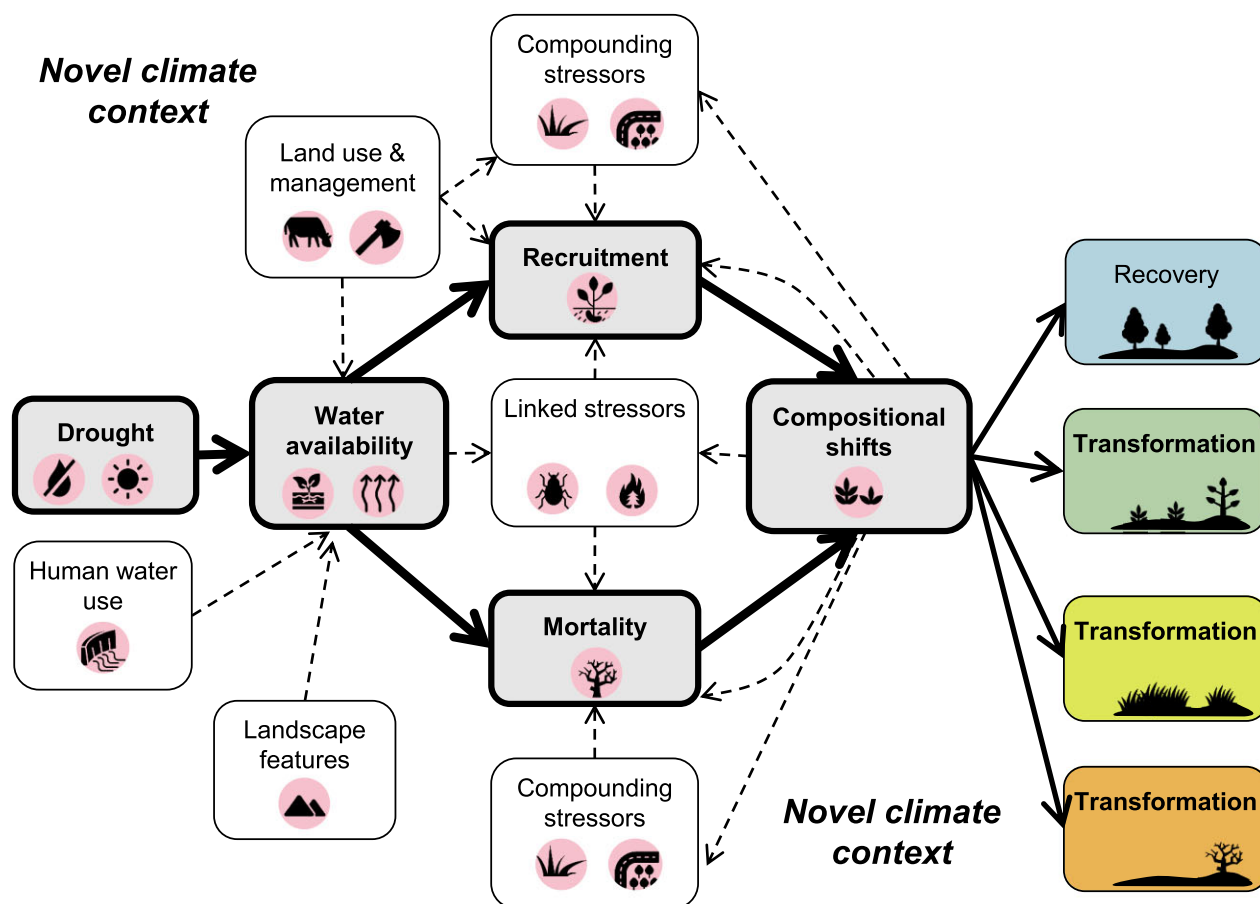 Novel climate
context
Compounding
stressors
Land use &
management
Recruitment
Recovery
Drought
Water
availability
Linked stressors
Compositional
shifts
Transformation
Human water
use
Mortality
Transformation
Landscape
features
Compounding
stressors
Novel climate
context
Transformation